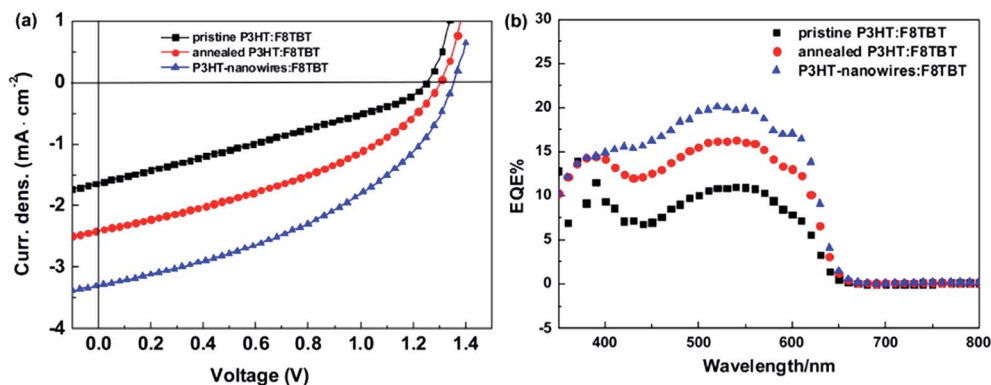 (a)
pristine P3HT:F8TBT
annealed P3HT:F8TBT
P3HT-nanowires:F8TBT
1
0
-1
-2
-3
-4
Curr. dens. (mA · cm-2)
0.0 0.2 0.4 0.6 0.8 1.0 1.2 1.4
Voltage (V)
(b)
pristine P3HT:F8TBT
annealed P3HT:F8TBT
P3HT-nanowires:F8TBT
30
25
20
15
10
5
0
-5
EQE%
400 500 600 700 800
Wavelength/nm